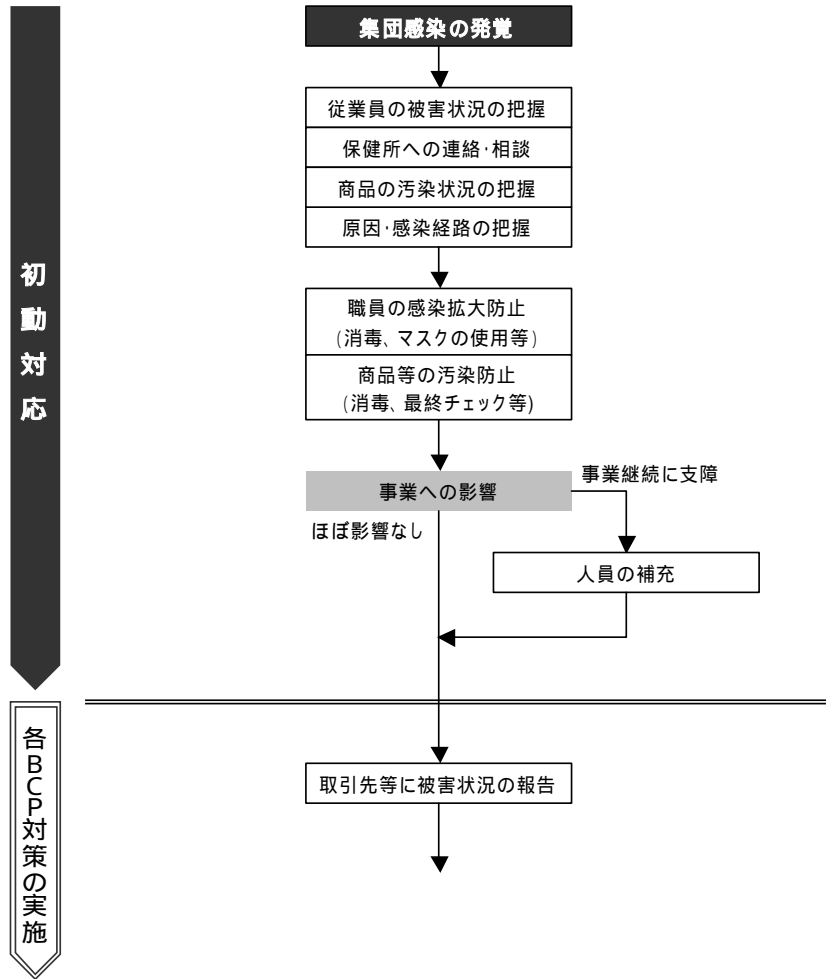 集団感染の発覚
従業員の被害状況の把握
保健所への連絡･相談
商品の汚染状況の把握
原因･感染経路の把握
初動対応
職員の感染拡大防止
(消毒、マスクの使用等)
商品等の汚染防止
(消毒、最終チェック等)
事業への影響
事業継続に支障
ほぼ影響なし
人員の補充
各BCP対策の実施
取引先等に被害状況の報告